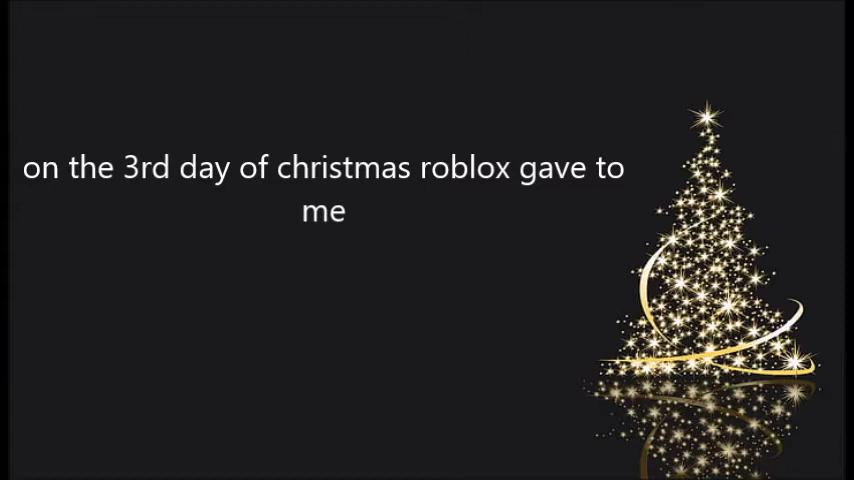 on the 3rd day of christmas roblox gave to
me